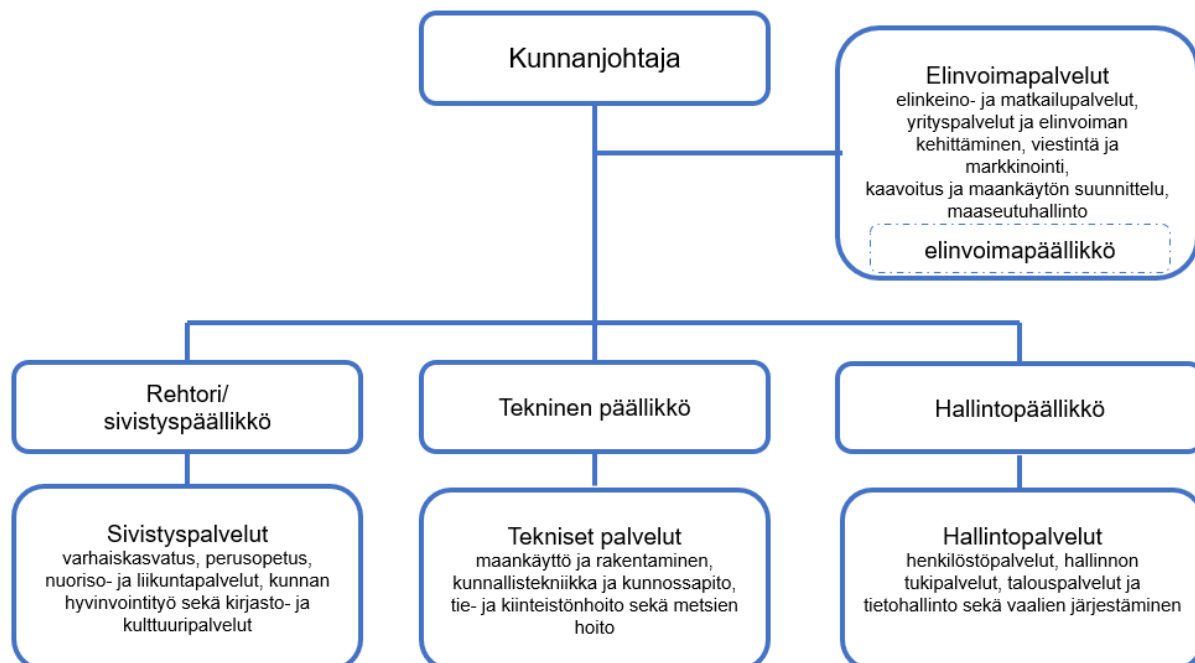 Kunnanjohtaja
Elinvoimapalvelut
elinkeino- ja matkailupalvelut,
yrityspalvelut ja elinvoiman
kehittäminen, viestintä ja
markkinointi,
kaavoitus ja maankäytön suunnittelu,
maaseutuhallinto
elinvoimapäällikkö
Rehtori/
sivistyspäällikkö
Tekninen päällikkö
Hallintopäällikkö
Sivistyspalvelut
varhaiskasvatus, perusopetus,
nuoriso- ja liikuntapalvelut, kunnan
hyvinvointityö sekä kirjasto- ja
kulttuuripalvelut
Tekniset palvelut
maankäyttö ja rakentaminen,
kunnallistekniikka ja kunnossapito,
tie- ja kiinteistönhoito sekä metsien
hoito
Hallintopalvelut
henkilöstöpalvelut, hallinnon
tukipalvelut, talouspalvelut ja
tietohallinto sekä vaalien järjestäminen